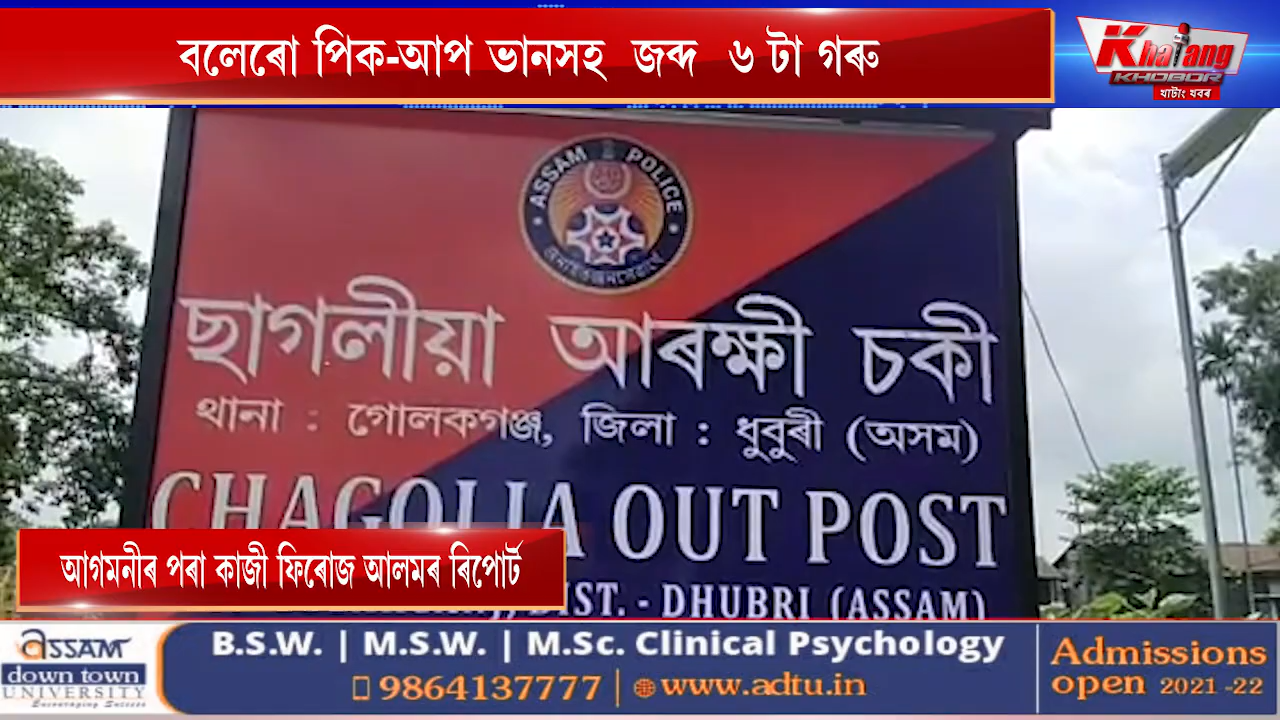 বলেৰো পিক-আপ ভানসহ জব্দ ৬ টা গৰু
Khatang
KHOBOR
খাটাং খবৰ
ASSAM POLICE
ছাগলীয়া আৰক্ষী চকী
থানা : গোলকগঞ্জ, জিলা : ধুবুৰী (অসম)
CHAGOLIA OUT POST
DIST. - DHUBRI (ASSAM)
আগমনীৰ পৰা কাজী ফিৰোজ আলমৰ ৰিপোৰ্ট
ASSAM
down town
UNIVERSITY
Encouraging Success
B.S.W. | M.S.W. | M.Sc. Clinical Psychology
9864137777 | www.adtu.in
Admissions
open 2021 -22